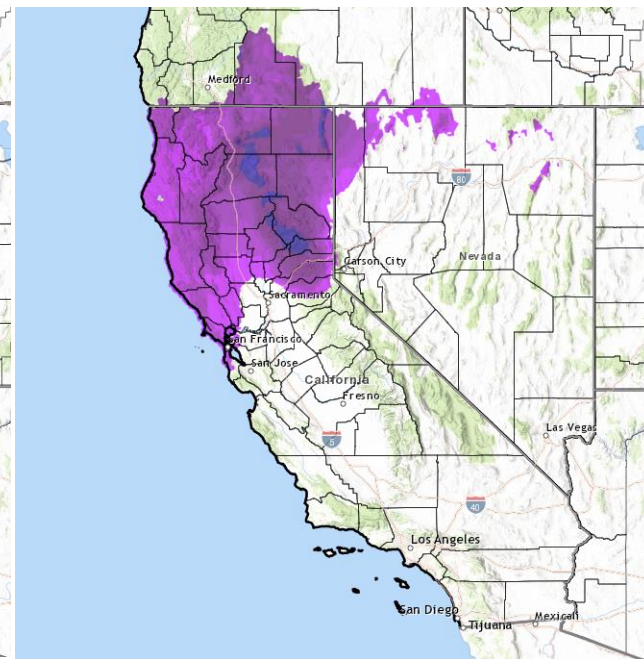 Medford
80
Carson City
Nevada
Sacramento
San Francisco
San Jose
California
Fresno
5
Las Vegas
40
Los Angeles
San Diego
Tijuana
Mexicali